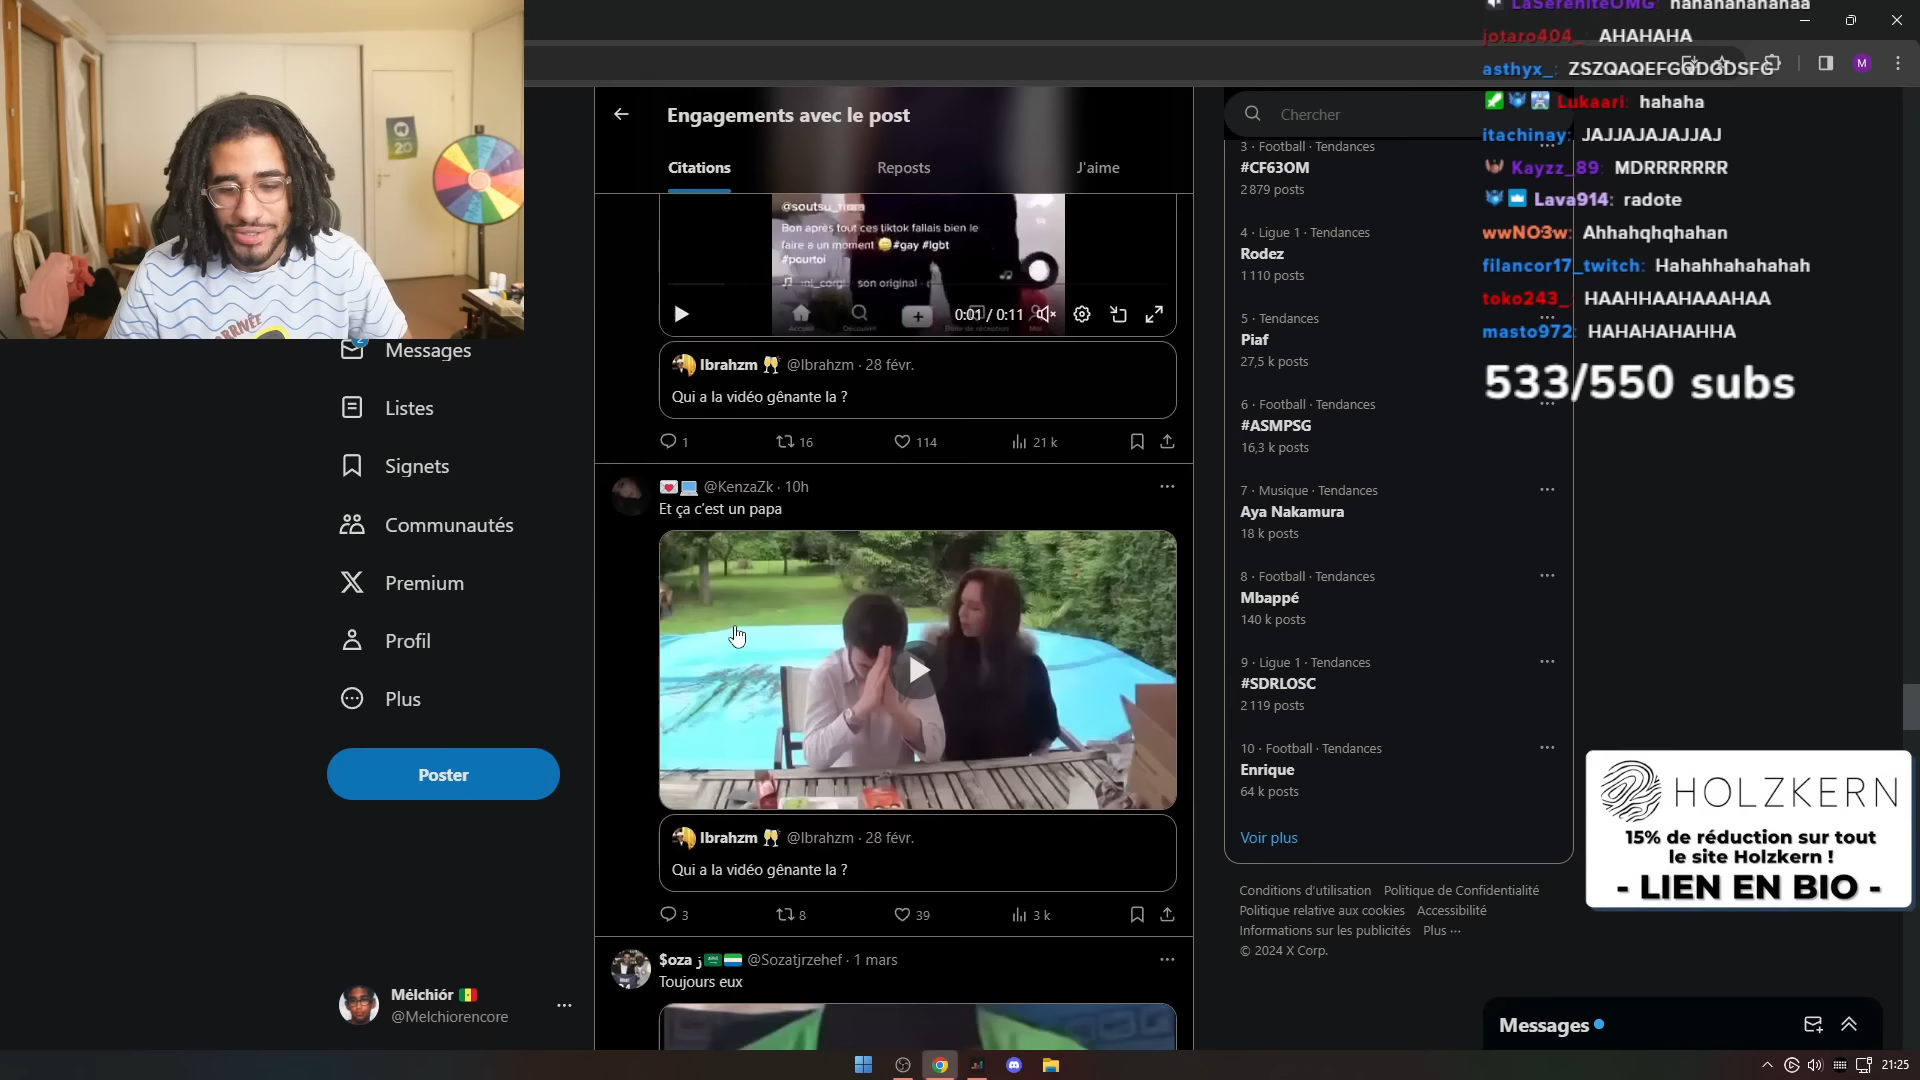 Engagements avec le post
Citations
Reposts
J'aime
@soutsu_
Bon après tout ces tiktok fallais bien le
faire a un moment 😅#gay #lgbt
#pourtoi
son original
0:01 / 0:11
Ibrahzm 🥂 @Ibrahzm · 28 févr.
Qui a la vidéo gênante la ?
1
16
114
21 k
💌💻 @KenzaZk · 10h
Et ça c'est un papa
Ibrahzm 🥂 @Ibrahzm · 28 févr.
Qui a la vidéo gênante la ?
3
8
39
3 k
$oza ز🇸🇦🇸🇱 @Sozatjrzehef · 1 mars
Toujours eux
2
Messages
Listes
Signets
Communautés
Premium
Profil
Plus
Poster
Mélchiór 🇸🇳
@Melchiorencore
20
Chercher
3 · Football · Tendances
#CF63OM
2 879 posts
4 · Ligue 1 · Tendances
Rodez
1 110 posts
5 · Tendances
Piaf
27,5 k posts
6 · Football · Tendances
#ASMPSG
16,3 k posts
7 · Musique · Tendances
Aya Nakamura
18 k posts
8 · Football · Tendances
Mbappé
140 k posts
9 · Ligue 1 · Tendances
#SDRLOSC
2 119 posts
10 · Football · Tendances
Enrique
64 k posts
Voir plus
Conditions d'utilisation Politique de Confidentialité
Politique relative aux cookies Accessibilité
Informations sur les publicités Plus ···
© 2024 X Corp.
LaSereniteOMG: hahahahahahaa
jotaro404_: AHAHAHA
asthyx_: ZSZQAQEFGQDGDSFG
Lukaari: hahaha
itachinay: JAJJAJAJAJJAJ
Kayzz_89: MDRRRRRRR
Lava914: radote
wwNO3w: Ahhahqhqhahan
filancor17_twitch: Hahahhahahahah
toko243_: HAAHHAAHAAAHAA
masto972: HAHAHAHAHHA
533/550 subs
M
HOLZKERN
15% de réduction sur tout
le site Holzkern !
- LIEN EN BIO -
Messages
21:25